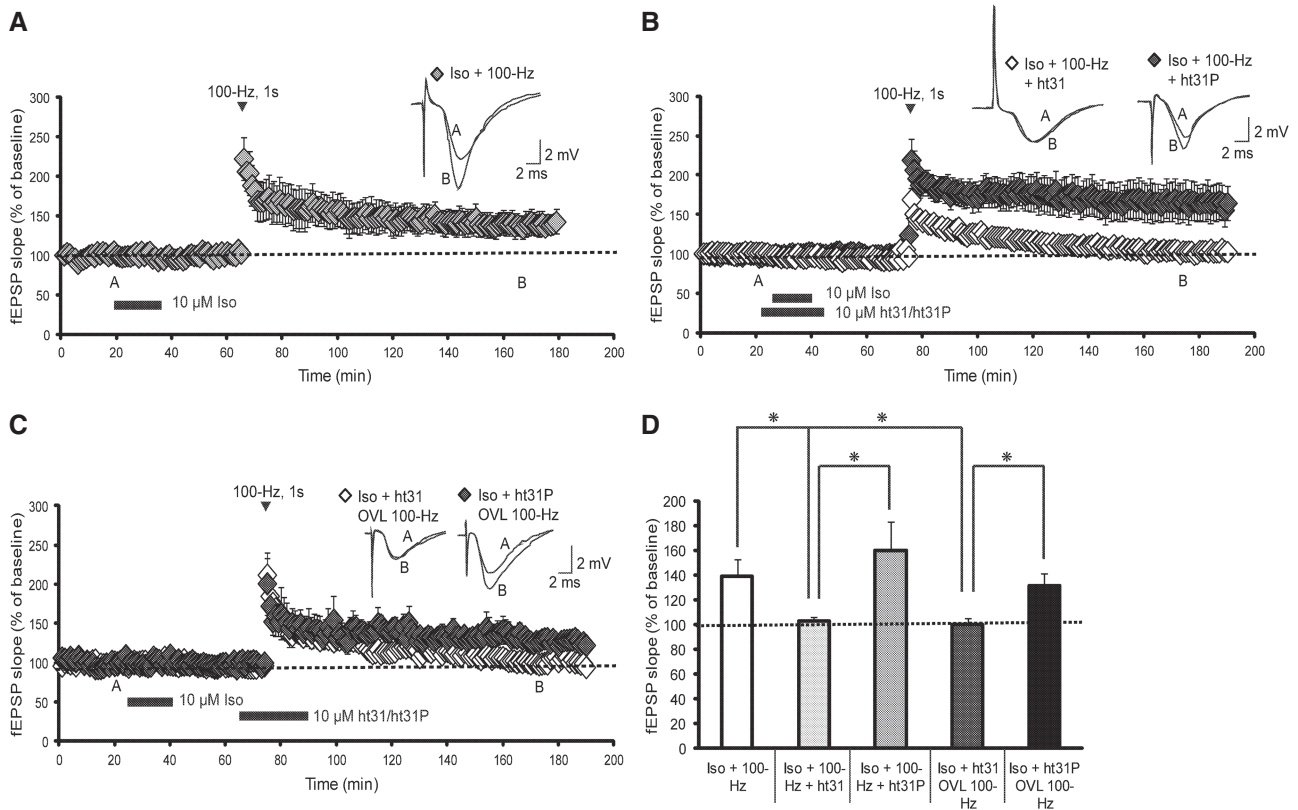 A
100-Hz, 1s
Iso + 100-Hz
A
B
2 mV
2 ms
fEPSP slope (% of baseline)
300
250
200
150
100
50
0
A
B
10 µM Iso
0 20 40 60 80 100 120 140 160 180 200
Time (min)
B
100-Hz, 1s
Iso + 100-Hz
+ ht31
Iso + 100-Hz
+ ht31P
A
B
A
B
2 mV
2 ms
fEPSP slope (% of baseline)
300
250
200
150
100
50
0
A
B
10 µM Iso
10 µM ht31/ht31P
0 20 40 60 80 100 120 140 160 180 200
Time (min)
C
100-Hz, 1s
Iso + ht31
OVL 100-Hz
Iso + ht31P
OVL 100-Hz
A
B
A
B
2 mV
2 ms
fEPSP slope (% of baseline)
300
250
200
150
100
50
0
A
B
10 µM Iso
10 µM ht31/ht31P
0 20 40 60 80 100 120 140 160 180 200
Time (min)
D
* *
* *
fEPSP slope (% of baseline)
200
180
160
140
120
100
80
60
40
20
0
Iso + 100-
Hz
Iso + 100-
Hz + ht31
Iso + 100-
Hz + ht31P
Iso + ht31
OVL 100-
Hz
Iso + ht31P
OVL 100-
Hz